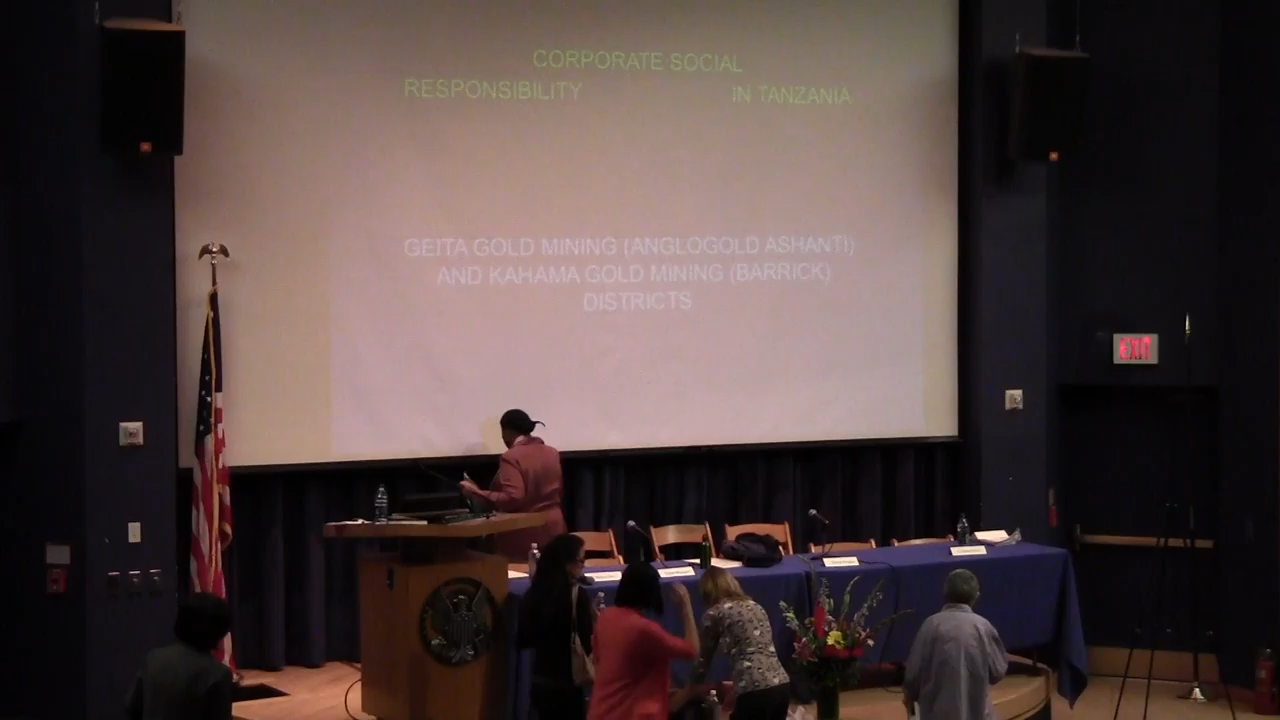 CORPORATE SOCIAL
RESPONSIBILITY IN TANZANIA
GEITA GOLD MINING (ANGLOGOLD ASHANTI)
AND KAHAMA GOLD MINING (BARRICK)
DISTRICTS
EXIT